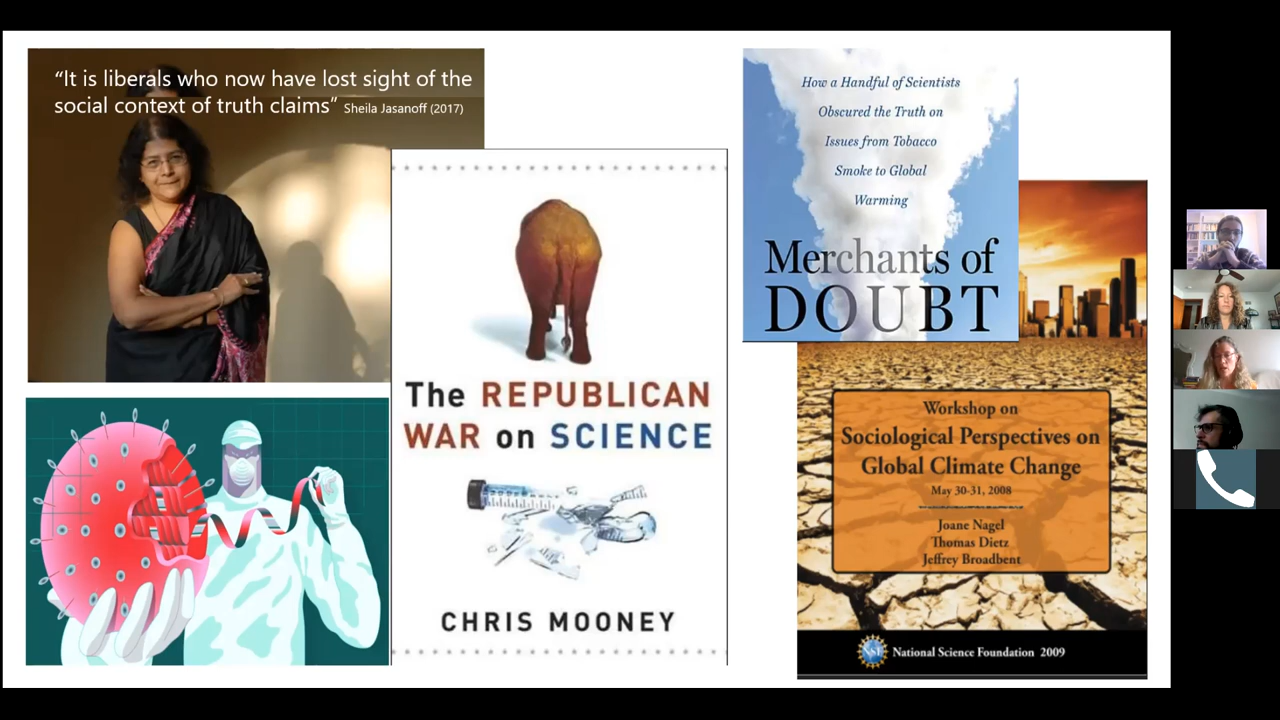 “It is liberals who now have lost sight of the
social context of truth claims” Sheila Jasanoff (2017)
The REPUBLICAN
WAR on SCIENCE
CHRIS MOONEY
How a Handful of Scientists
Obscured the Truth on
Issues from Tobacco
Smoke to Global
Warming
Merchants of
DOUBT
Workshop on
Sociological Perspectives on
Global Climate Change
May 30-31, 2008
Joane Nagel
Thomas Dietz
Jeffrey Broadbent
NSF National Science Foundation 2009